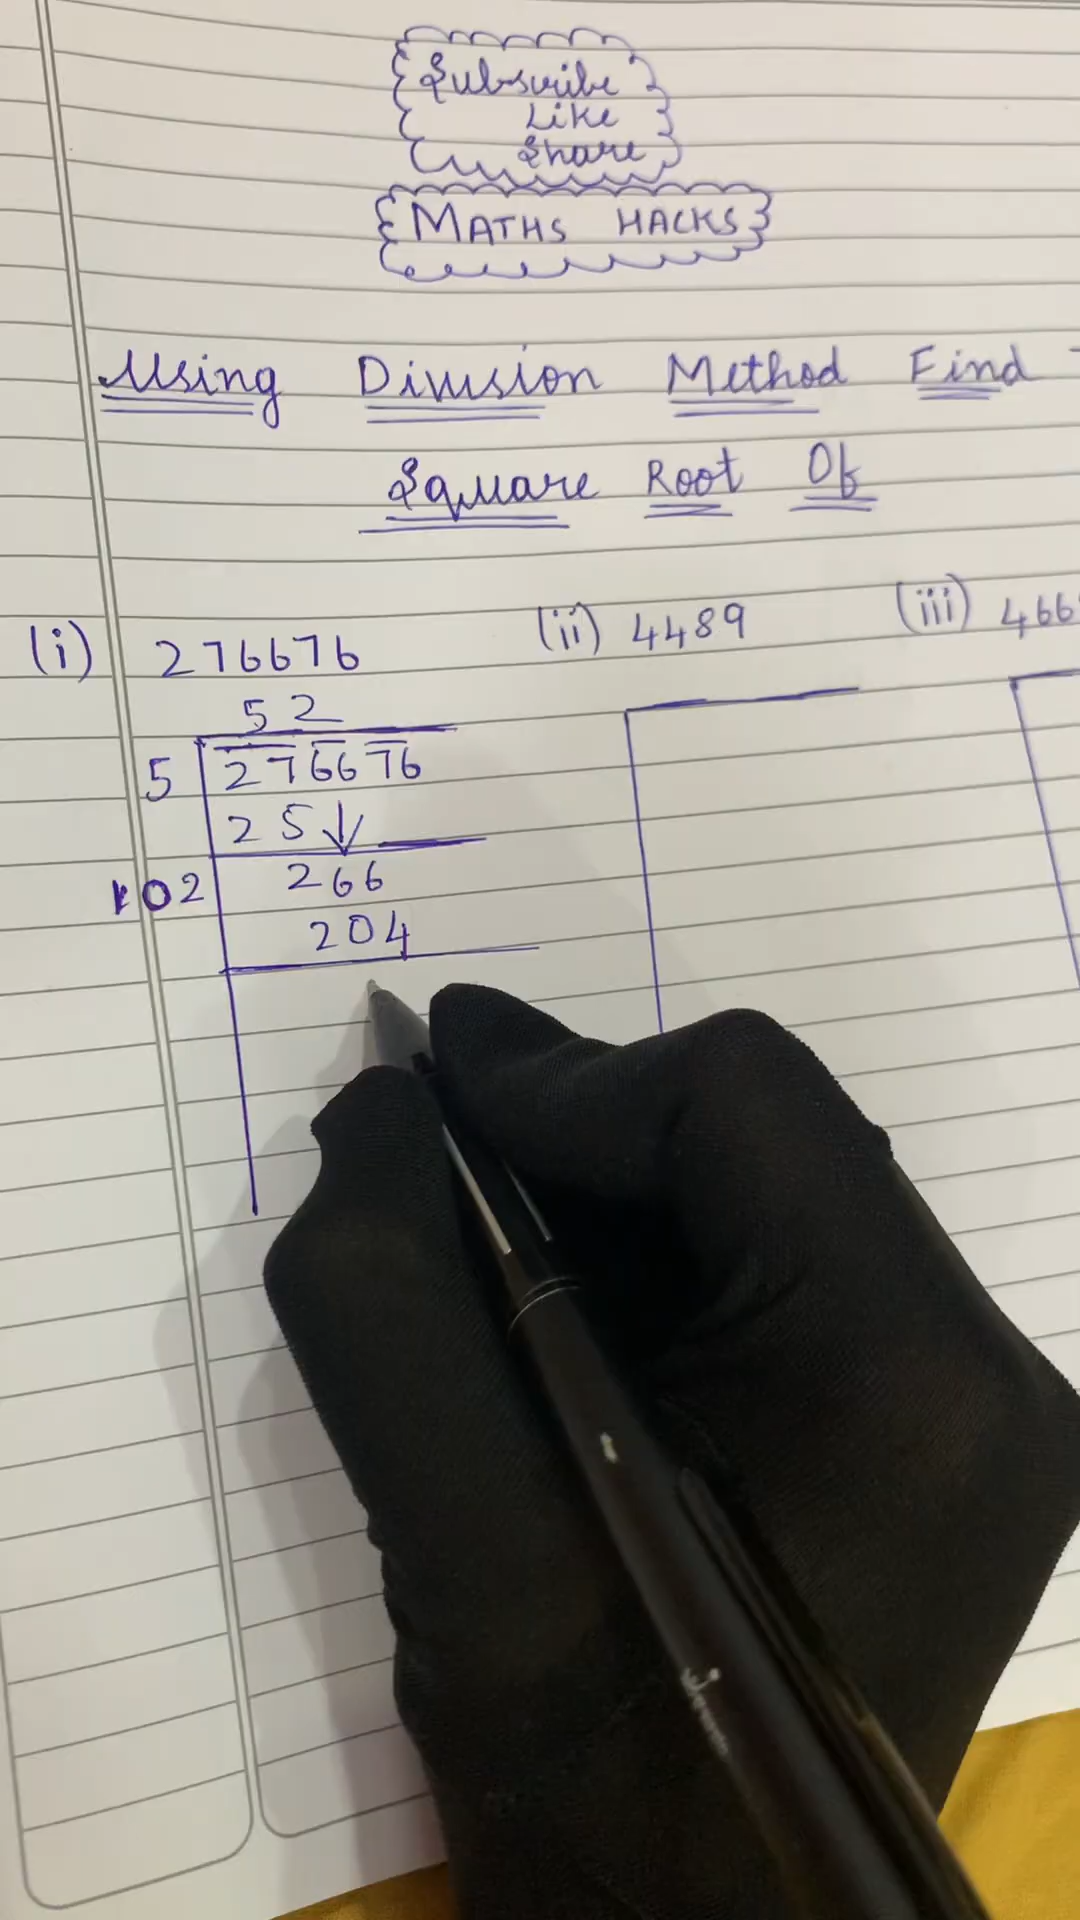 Subscribe
Like
Share
MATHS HACKS
Using Division Method Find
Square Root Of
(i) 276676 (ii) 4489 (iii) 466
52
5 276676
25↓
102 266
204